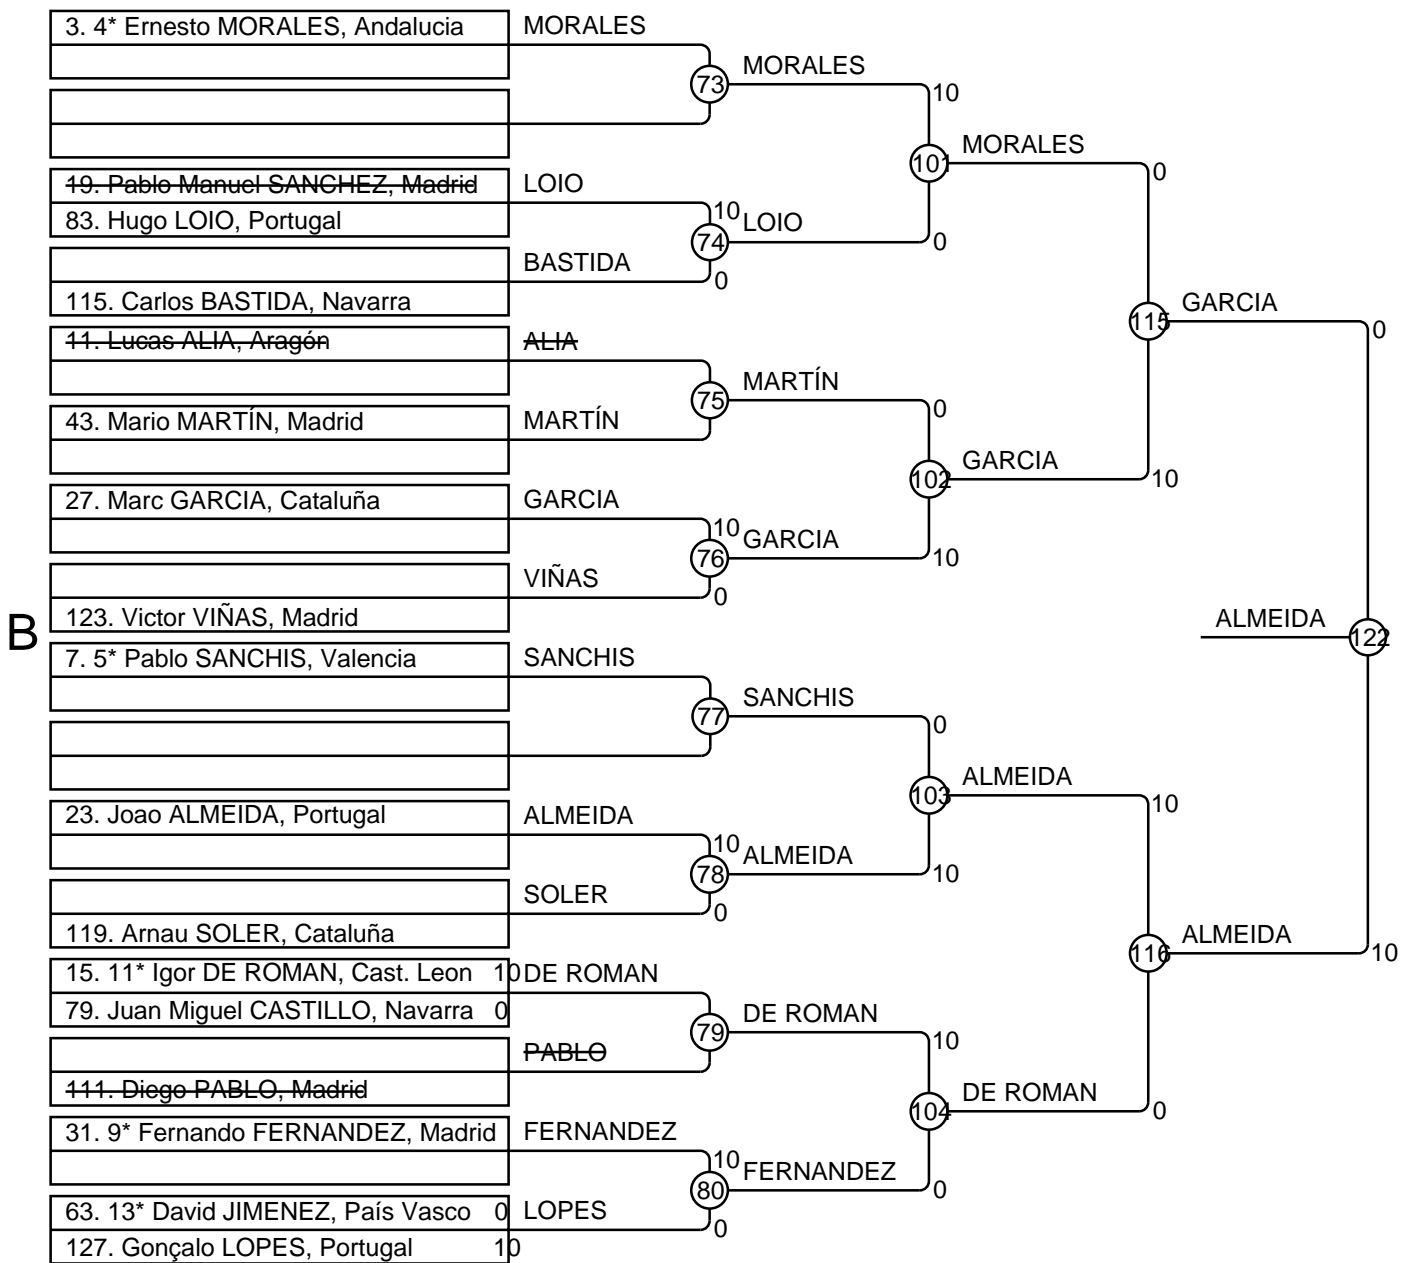 3. 4* Ernesto MORALES, Andalucia
MORALES
73
MORALES
10
101
MORALES
0
19. Pablo Manuel SANCHEZ, Madrid
LOIO
83. Hugo LOIO, Portugal
10
74
LOIO
0
BASTIDA
0
115. Carlos BASTIDA, Navarra
115
GARCIA
0
11. Lucas ALIA, Aragón
ALIA
75
MARTÍN
0
43. Mario MARTÍN, Madrid
MARTÍN
102
GARCIA
10
27. Marc GARCIA, Cataluña
GARCIA
10
76
GARCIA
10
VIÑAS
0
123. Victor VIÑAS, Madrid
B
ALMEIDA
122
7. 5* Pablo SANCHIS, Valencia
SANCHIS
77
SANCHIS
0
103
ALMEIDA
10
23. Joao ALMEIDA, Portugal
ALMEIDA
10
78
ALMEIDA
10
SOLER
0
119. Arnau SOLER, Cataluña
116
ALMEIDA
10
15. 11* Igor DE ROMAN, Cast. Leon 10
DE ROMAN
79. Juan Miguel CASTILLO, Navarra 0
79
DE ROMAN
10
PABLO
111. Diego PABLO, Madrid
104
DE ROMAN
0
31. 9* Fernando FERNANDEZ, Madrid
FERNANDEZ
10
80
FERNANDEZ
0
63. 13* David JIMENEZ, País Vasco 0
LOPES
0
127. Gonçalo LOPES, Portugal 10